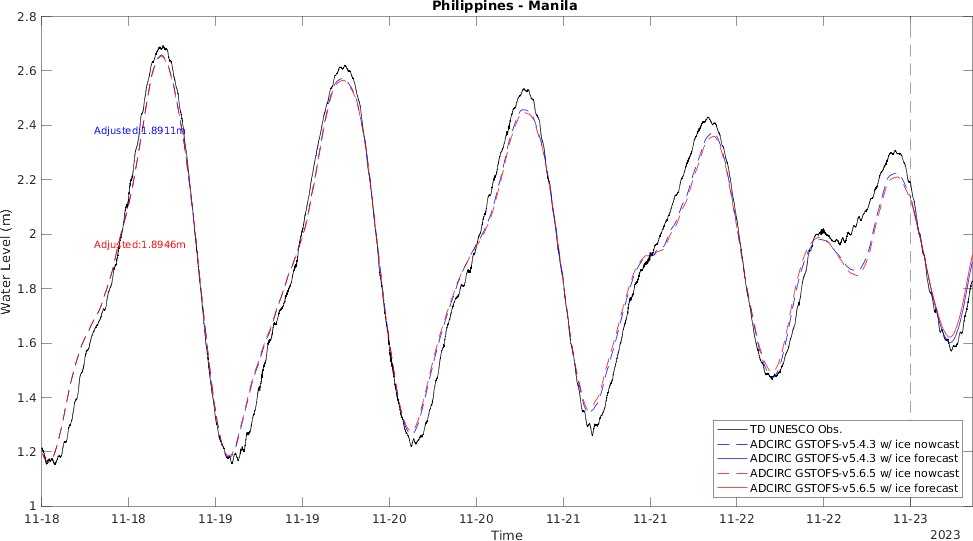 Philippines - Manila
2.8
2.6
2.4
2.2
2
1.8
1.6
1.4
1.2
1
Water Level (m)
Adjusted:1.8911m
Adjusted:1.8946m
TD UNESCO Obs.
ADCIRC GSTOFS-v5.4.3 w/ ice nowcast
ADCIRC GSTOFS-v5.4.3 w/ ice forecast
ADCIRC GSTOFS-v5.6.5 w/ ice nowcast
ADCIRC GSTOFS-v5.6.5 w/ ice forecast
11-18 11-18 11-19 11-19 11-20 11-20 11-21 11-21 11-22 11-22 11-23
Time
2023